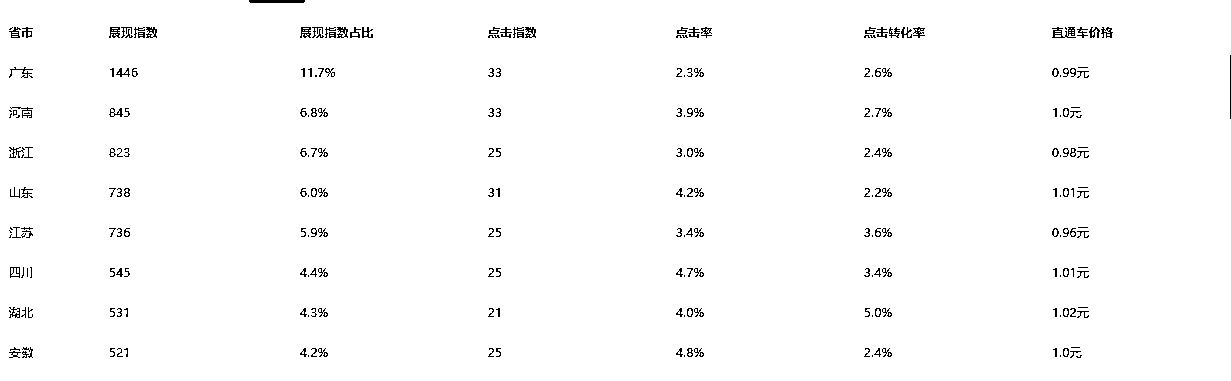 省市 展现指数 展现指数占比 点击指数 点击率 点击转化率 直通车价格
广东 1446 11.7% 33 2.3% 2.6% 0.99元
河南 845 6.8% 33 3.9% 2.7% 1.0元
浙江 823 6.7% 25 3.0% 2.4% 0.98元
山东 738 6.0% 31 4.2% 2.2% 1.01元
江苏 736 5.9% 25 3.4% 3.6% 0.96元
四川 545 4.4% 25 4.7% 3.4% 1.01元
湖北 531 4.3% 21 4.0% 5.0% 1.02元
安徽 521 4.2% 25 4.8% 2.4% 1.0元